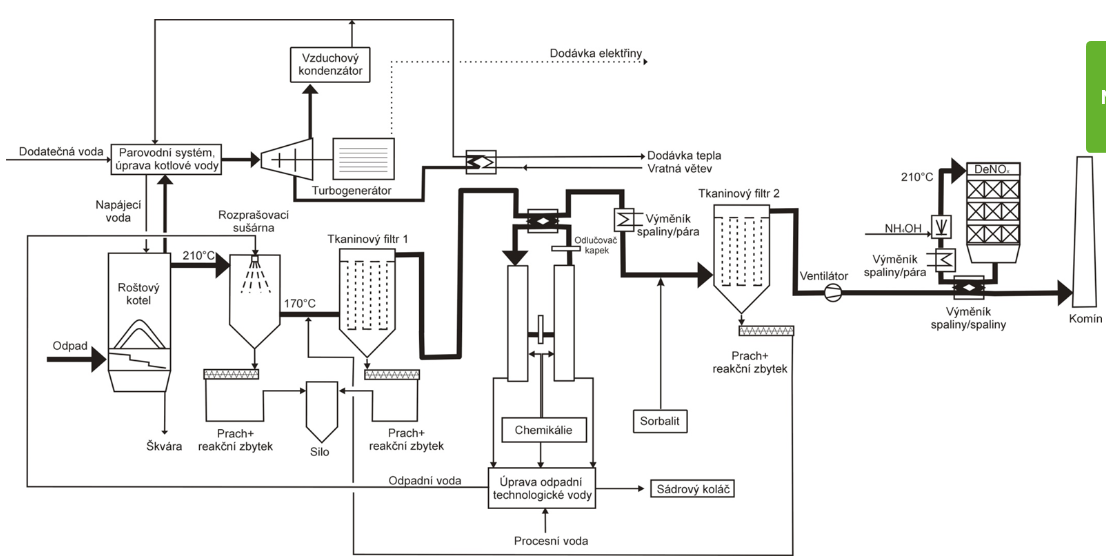 Dodávka elektřiny
Vzduchový
kondenzátor
Dodatečná voda
Parovodní systém,
úprava kotlové vody
Dodávka tepla
Vratná větev
Turbogenerátor
Napájecí
voda
Rozprašovací
sušárna
Tkaninový filtr 1
210°C
Roštový
kotel
170°C
Odpad
Odlučovač
kapek
Výměník
spaliny/pára
Tkaninový filtr 2
Ventilátor
210°C
DeNOₓ
NH₄OH
Výměník
spaliny/pára
Výměník
spaliny/spaliny
Komín
Prach+
reakční zbytek
Škvára
Prach+
reakční zbytek
Silo
Prach+
reakční zbytek
Chemikálie
Sorbalit
Odpadní voda
Úprava odpadní
technologické vody
Sádrový koláč
Procesní voda